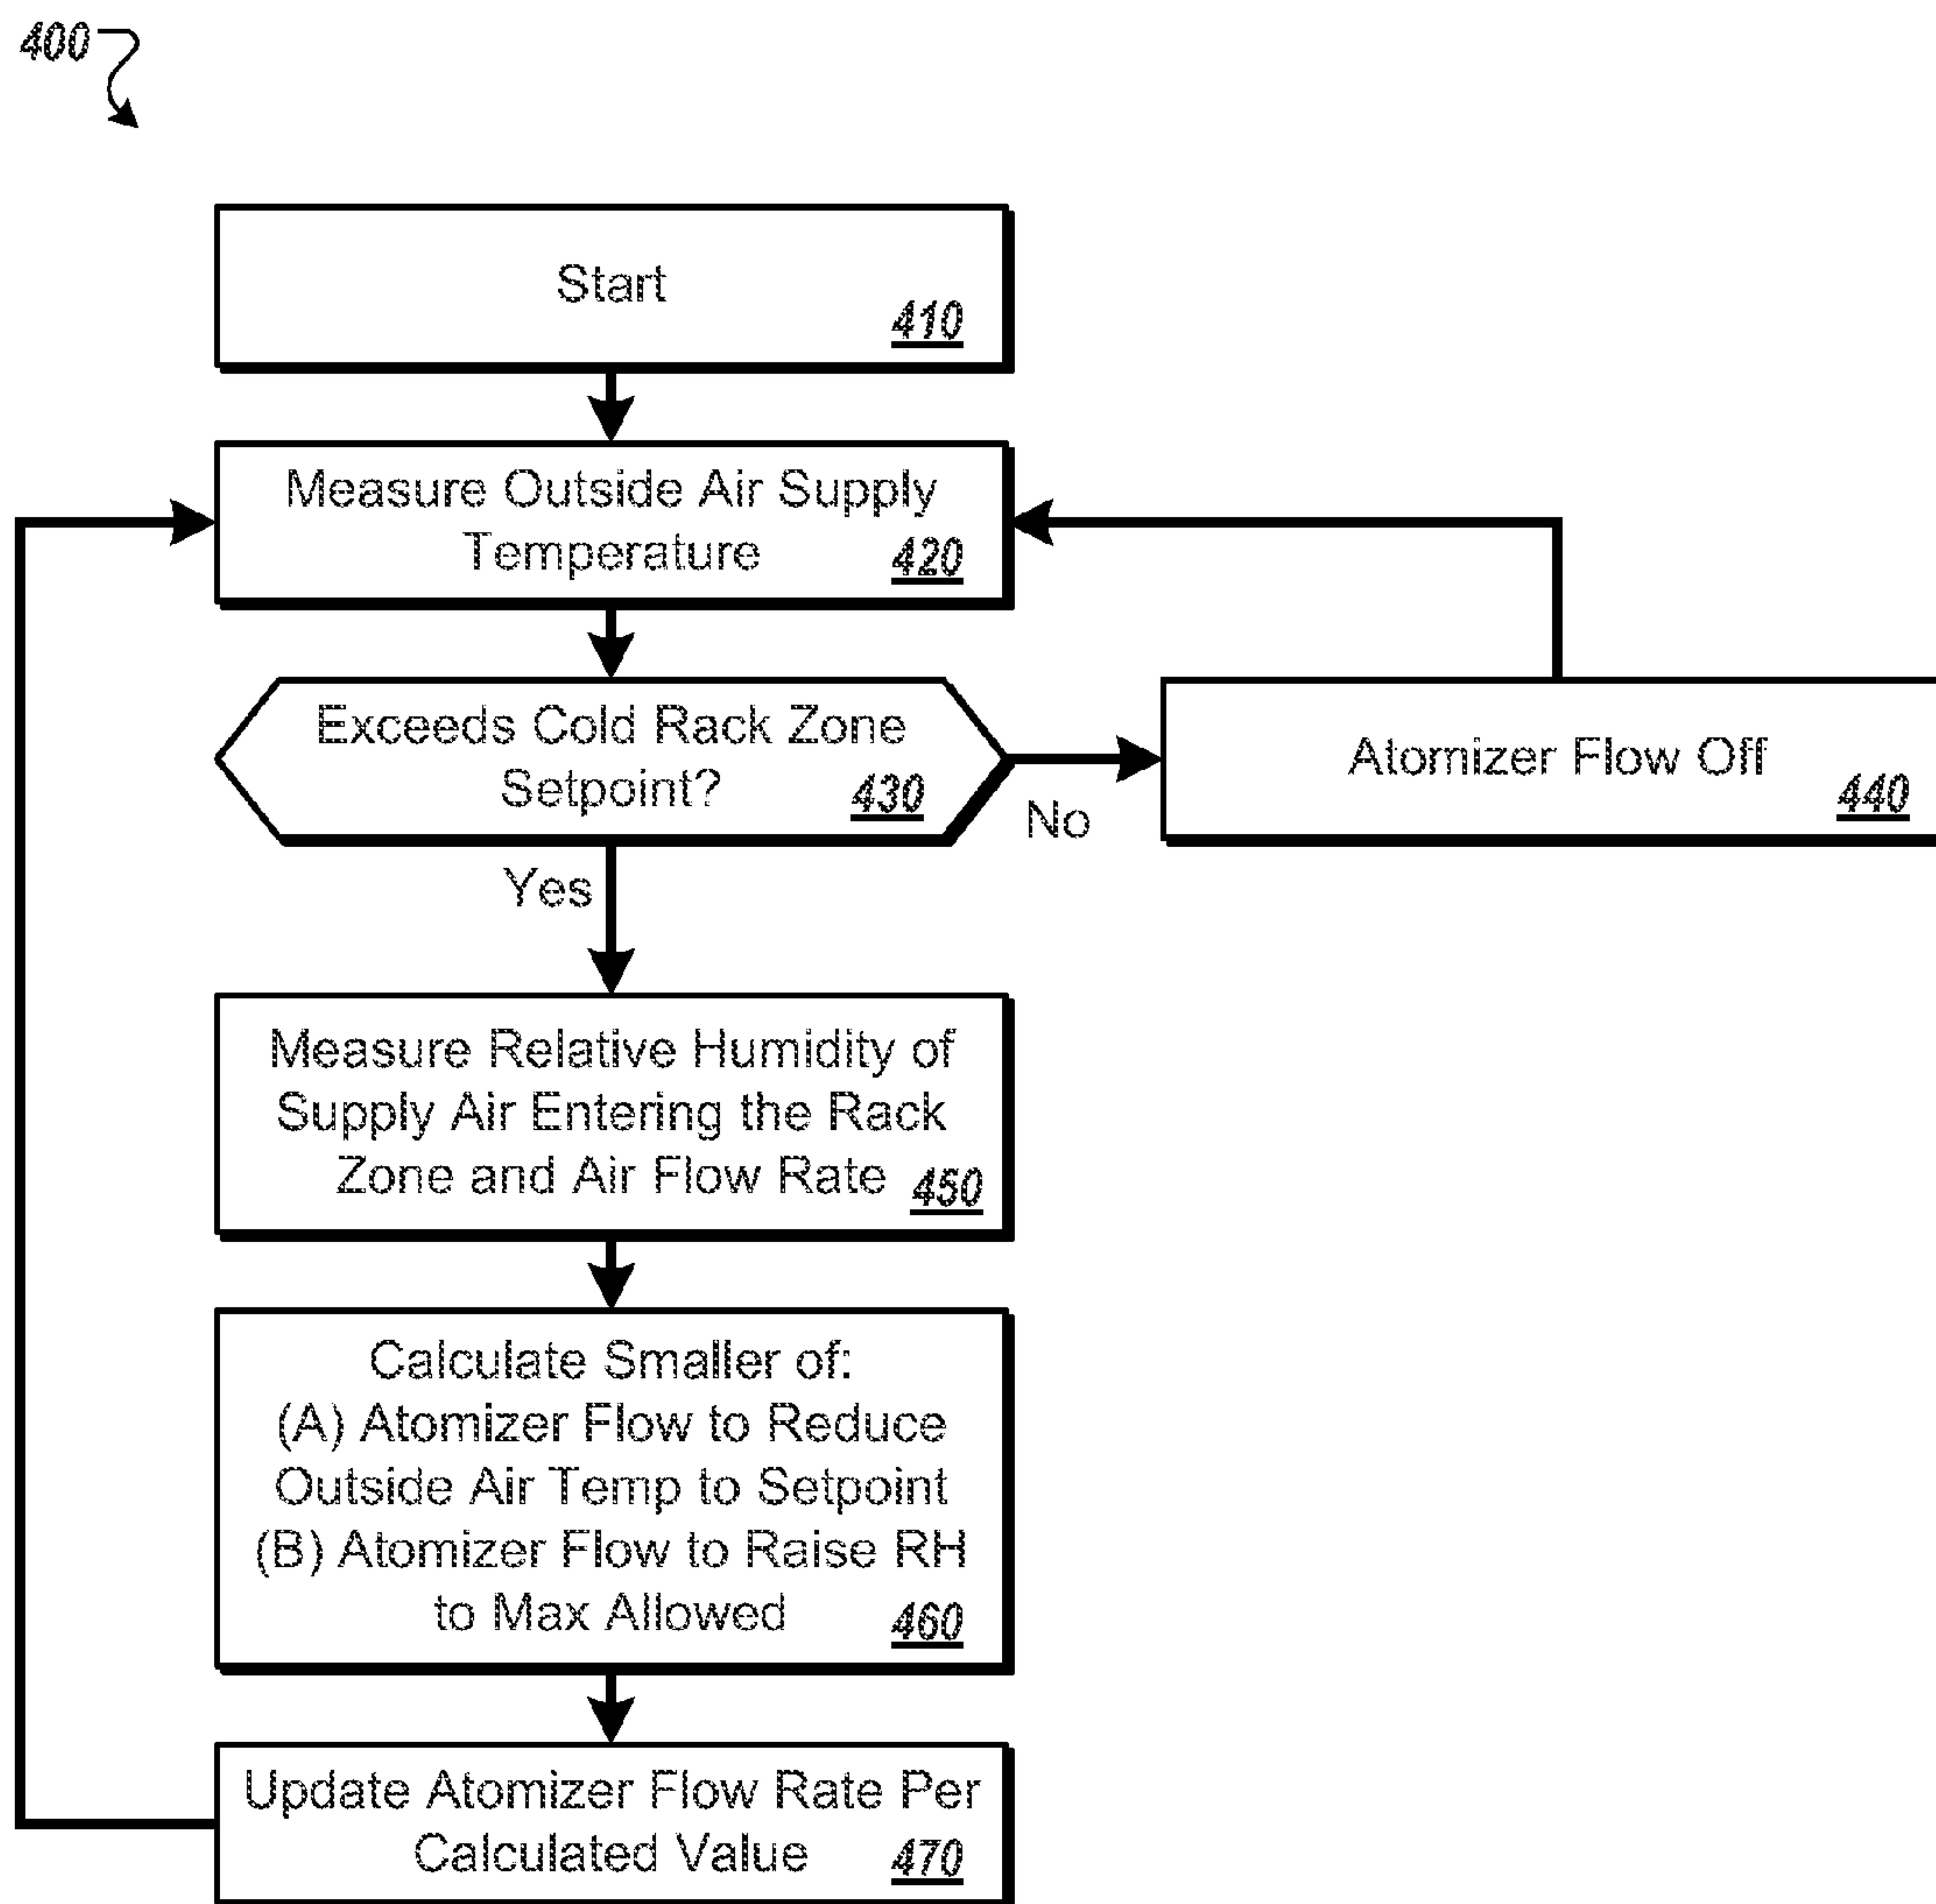 400
Start
410
Measure Outside Air Supply
Temperature
420
Exceeds Cold Rack Zone
Setpoint?
430
No
Atomizer Flow Off
440
Yes
Measure Relative Humidity of
Supply Air Entering the Rack
Zone and Air Flow Rate
450
Calculate Smaller of:
(A) Atomizer Flow to Reduce
Outside Air Temp to Setpoint
(B) Atomizer Flow to Raise RH
to Max Allowed
460
Update Atomizer Flow Rate Per
Calculated Value
470